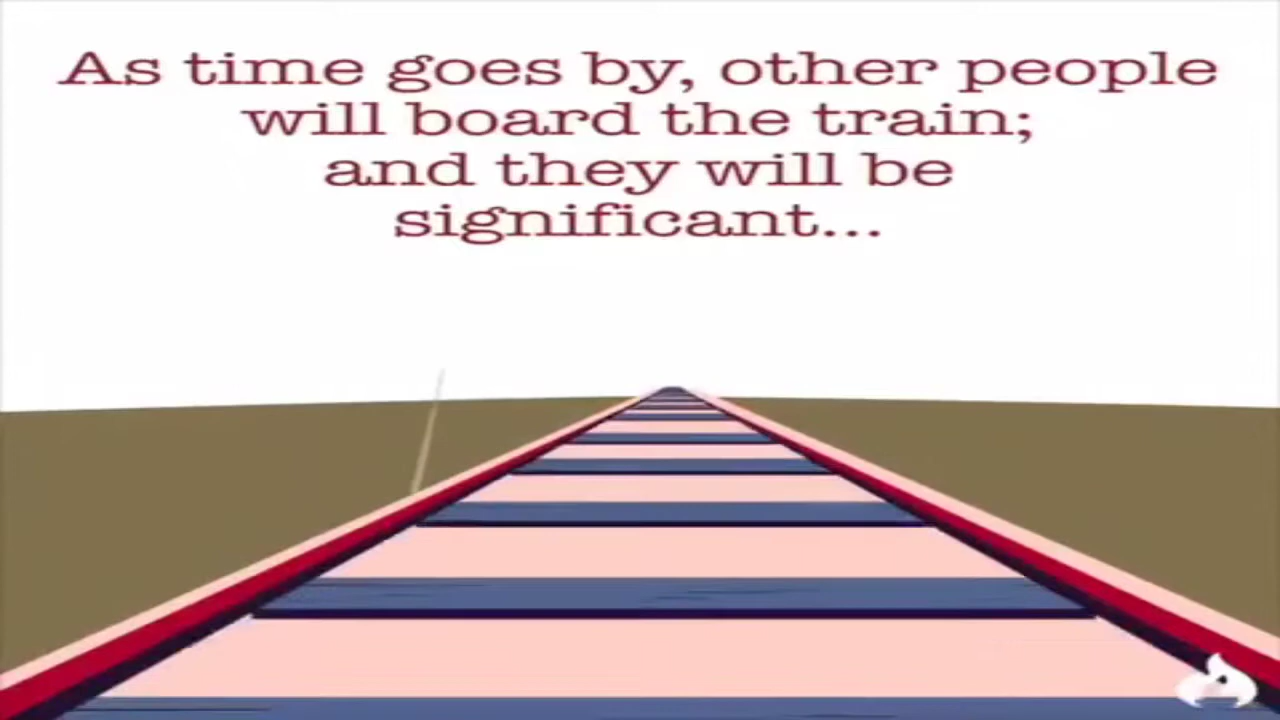 As time goes by, other people
will board the train;
and they will be
significant...